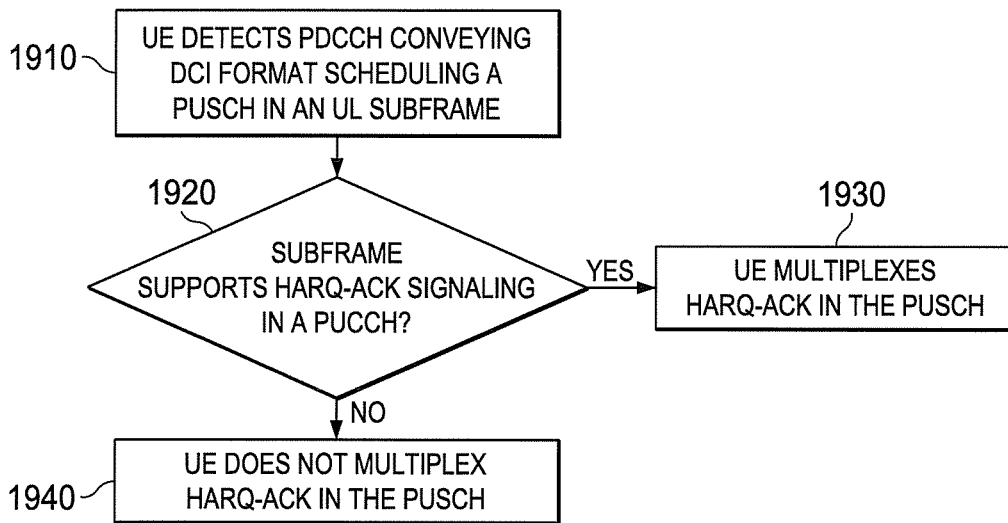 1910
UE DETECTS PDCCH CONVEYING
DCI FORMAT SCHEDULING A
PUSCH IN AN UL SUBFRAME
1920
SUBFRAME
SUPPORTS HARQ-ACK SIGNALING
IN A PUCCH?
YES
1930
UE MULTIPLEXES
HARQ-ACK IN THE PUSCH
NO
1940
UE DOES NOT MULTIPLEX
HARQ-ACK IN THE PUSCH